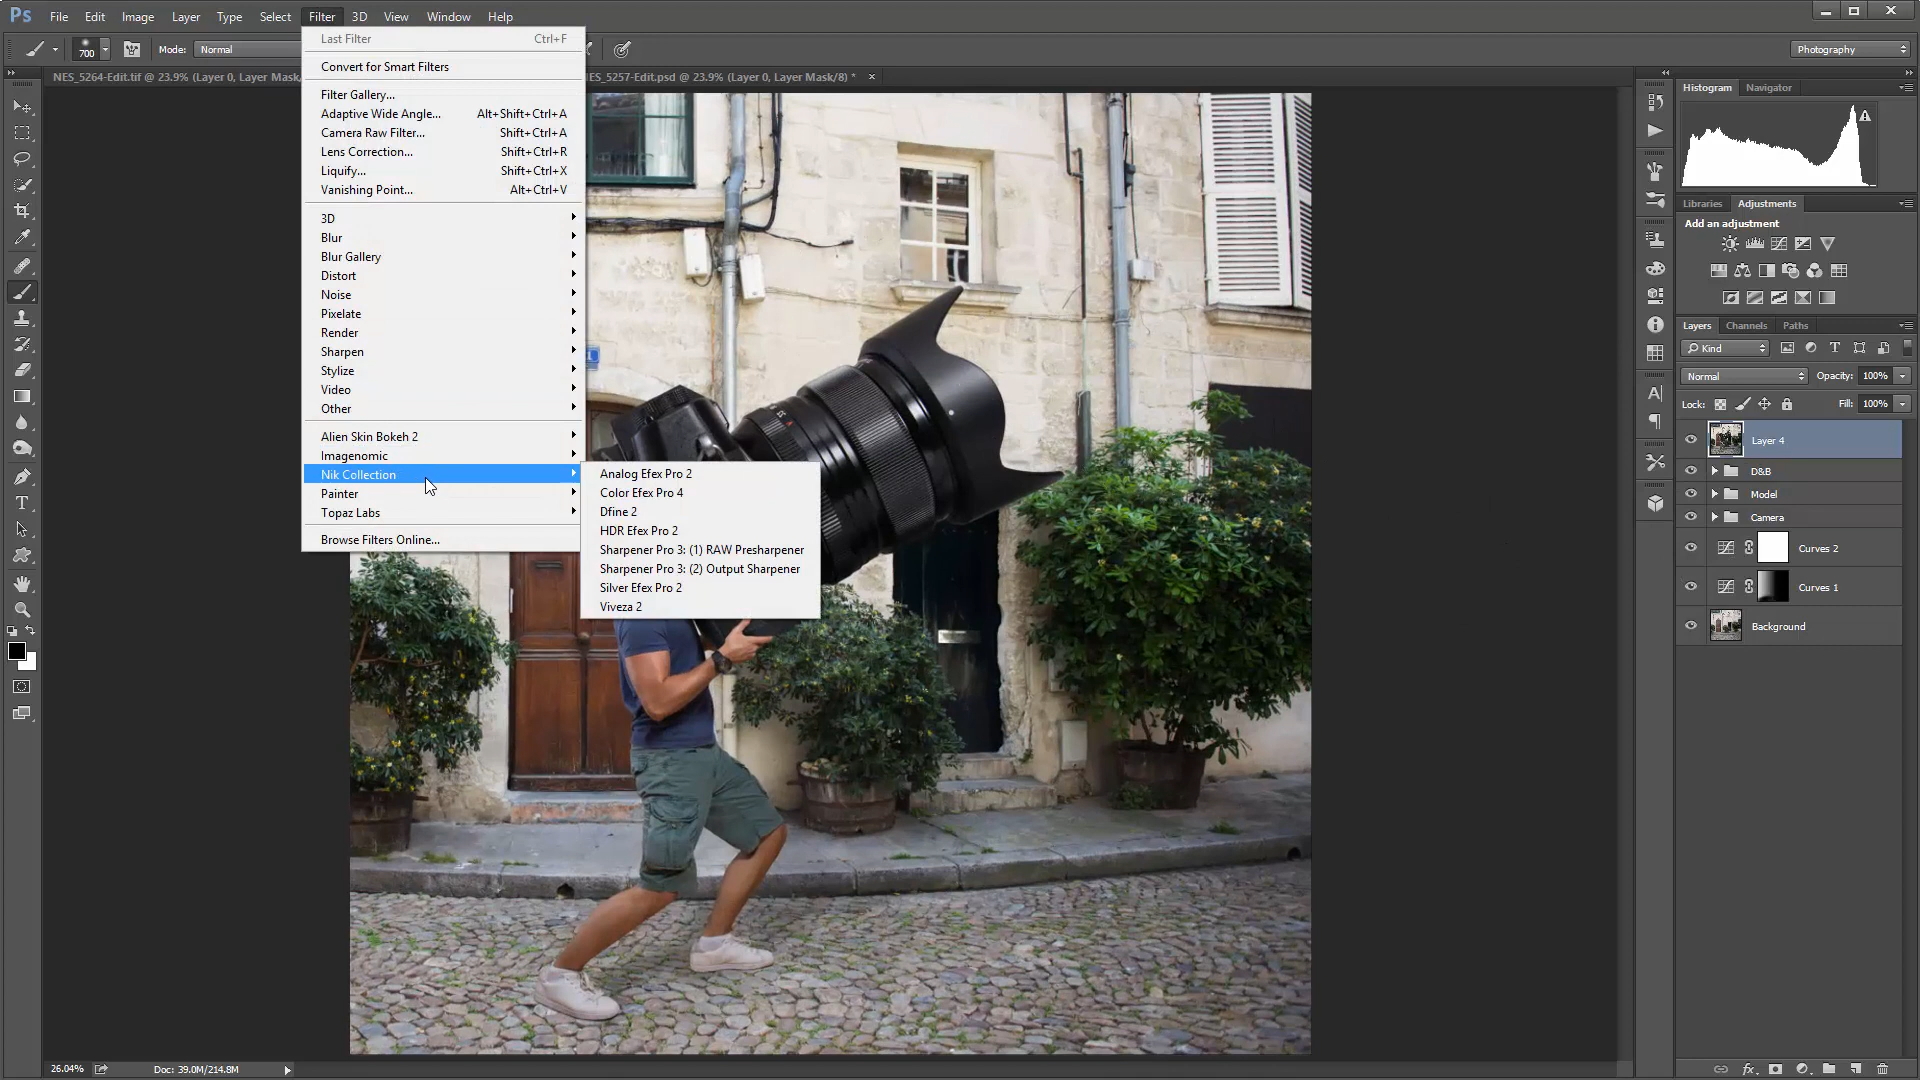 Ps File Edit Image Layer Type Select Filter 3D View Window Help
700 Mode: Normal Photography
NES_5264-Edit.tif @ 23.9% (Layer 0, Layer Mask/ ES_5257-Edit.psd @ 23.9% (Layer 0, Layer Mask/8) *
Last Filter Ctrl+F
Convert for Smart Filters
Filter Gallery...
Adaptive Wide Angle... Alt+Shift+Ctrl+A
Camera Raw Filter... Shift+Ctrl+A
Lens Correction... Shift+Ctrl+R
Liquify... Shift+Ctrl+X
Vanishing Point... Alt+Ctrl+V
3D
Blur
Blur Gallery
Distort
Noise
Pixelate
Render
Sharpen
Stylize
Video
Other
Alien Skin Bokeh 2
Imagenomic
Nik Collection
Painter
Topaz Labs
Browse Filters Online...
Analog Efex Pro 2
Color Efex Pro 4
Dfine 2
HDR Efex Pro 2
Sharpener Pro 3: (1) RAW Presharpener
Sharpener Pro 3: (2) Output Sharpener
Silver Efex Pro 2
Viveza 2
Histogram Navigator
Libraries Adjustments
Add an adjustment
Layers Channels Paths
Kind
Normal Opacity: 100%
Lock: Fill: 100%
Layer 4
D&B
Model
Camera
Curves 2
Curves 1
Background
26.04% Doc: 39.0M/214.8M